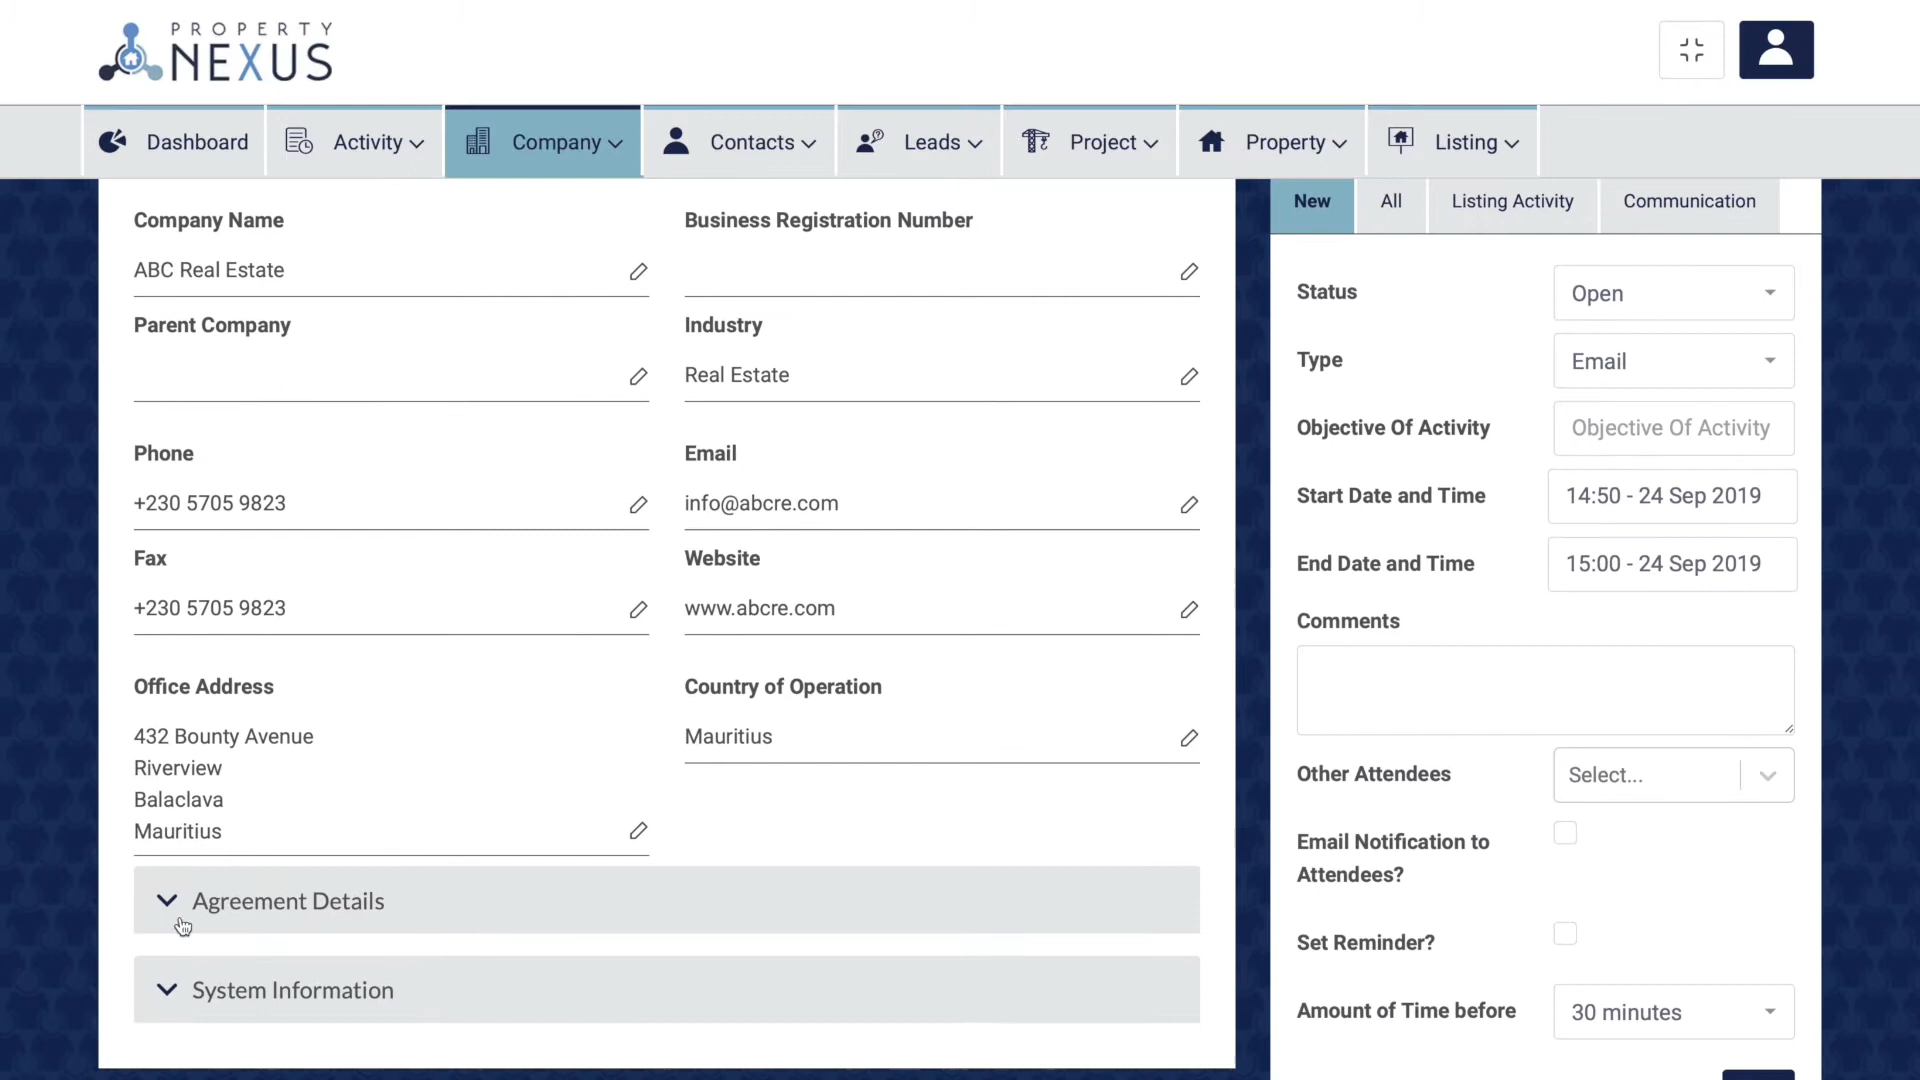 PROPERTY
NEXUS
Dashboard
Activity
Company
Contacts
Leads
Project
Property
Listing
Company Name
ABC Real Estate
Business Registration Number
Parent Company
Industry
Real Estate
Phone
+230 5705 9823
Email
info@abcre.com
Fax
+230 5705 9823
Website
www.abcre.com
Office Address
432 Bounty Avenue
Riverview
Balaclava
Mauritius
Country of Operation
Mauritius
Agreement Details
System Information
New
All
Listing Activity
Communication
Status
Open
Type
Email
Objective Of Activity
Objective Of Activity
Start Date and Time
14:50 - 24 Sep 2019
End Date and Time
15:00 - 24 Sep 2019
Comments
Other Attendees
Select...
Email Notification to
Attendees?
Set Reminder?
Amount of Time before
30 minutes